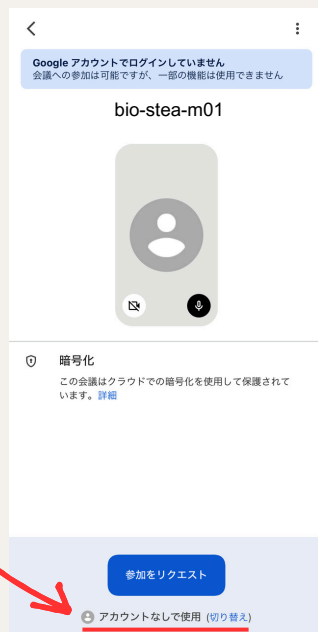 Google アカウントでログインしていません
会議への参加は可能ですが、一部の機能は使用できません
bio-stea-m01
暗号化
この会議はクラウドでの暗号化を使用して保護されて
います。詳細
参加をリクエスト
アカウントなしで使用 (切り替え)